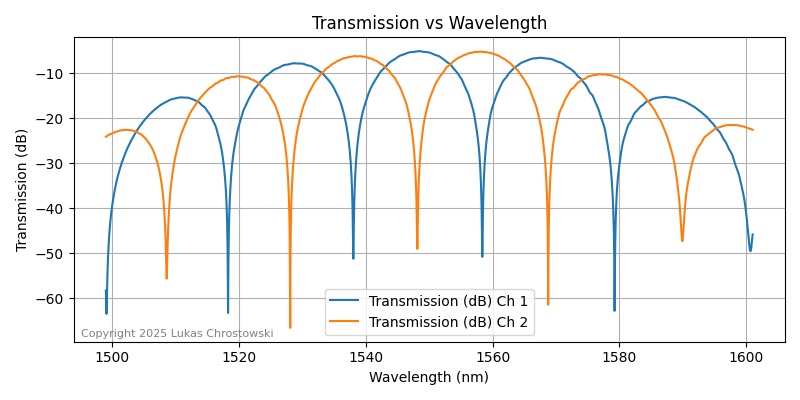 Transmission vs Wavelength
Transmission (dB)
−10
−20
−30
−40
−50
−60
Transmission (dB) Ch 1
Transmission (dB) Ch 2
Copyright 2025 Lukas Chrostowski
1500 1520 1540 1560 1580 1600
Wavelength (nm)